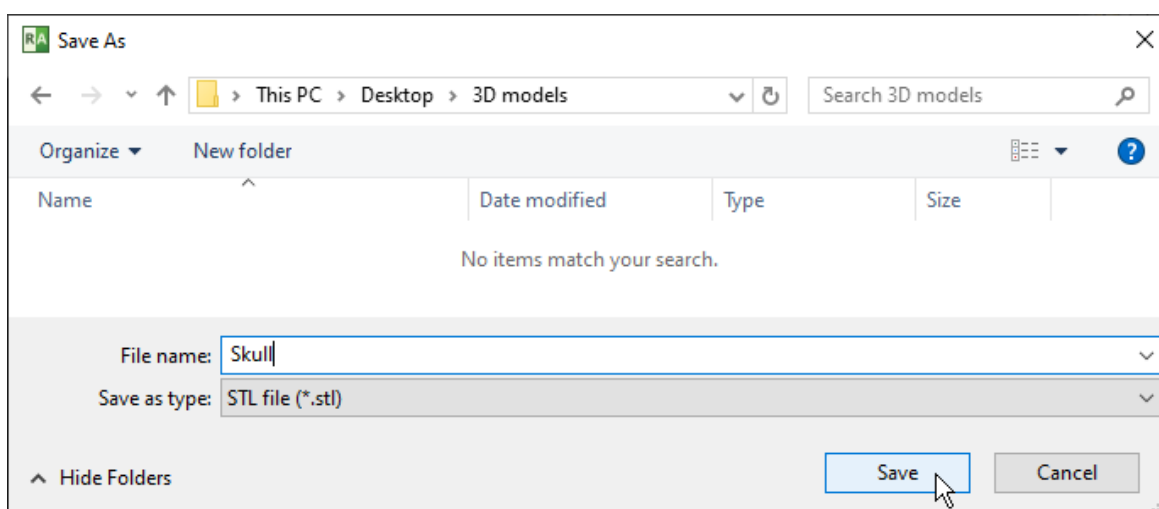 RA Save As
This PC > Desktop > 3D models
Search 3D models
Organize
New folder
?
Name
Date modified
Type
Size
No items match your search.
File name: Skull
Save as type: STL file (*.stl)
Hide Folders
Save
Cancel